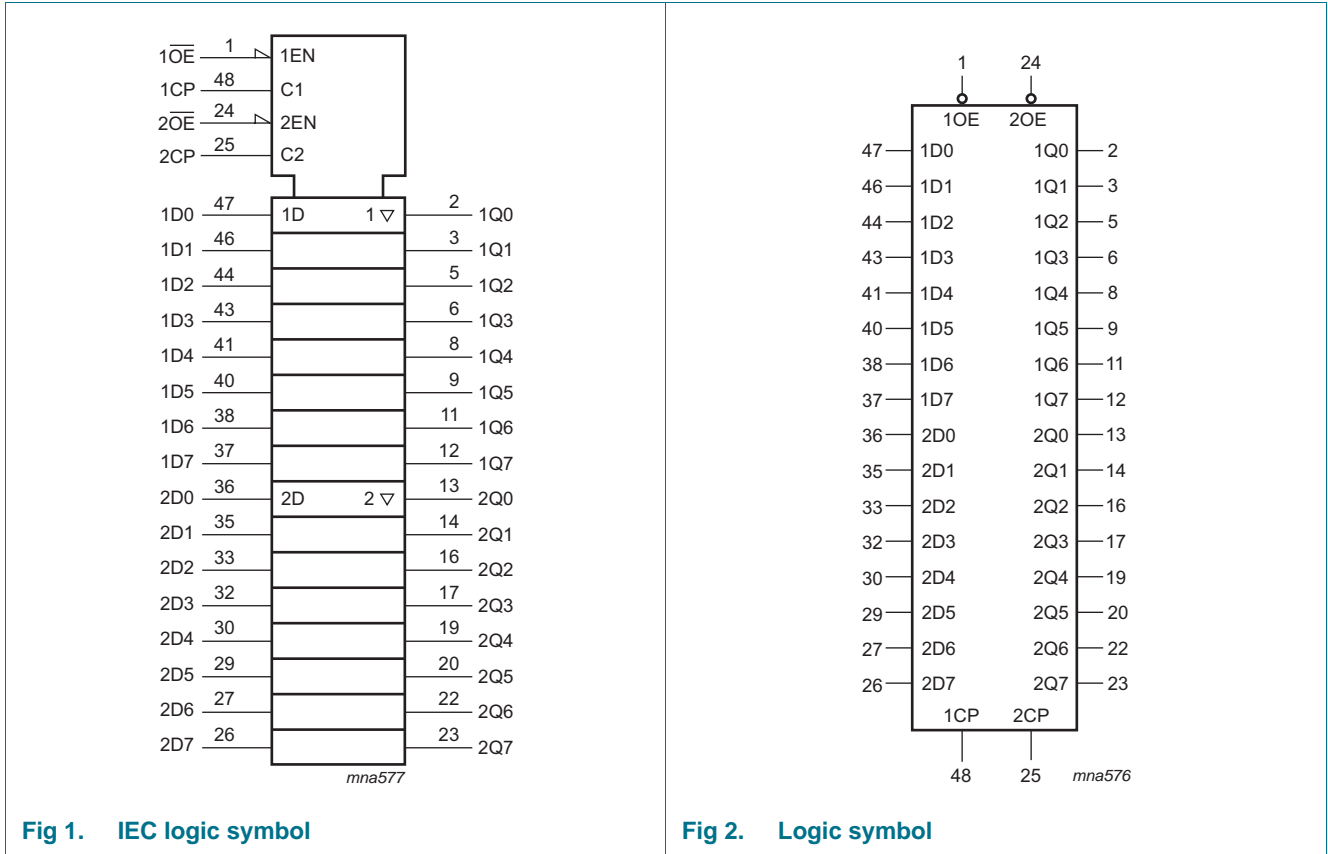 1O̅E̅ 1 1EN
1CP 48 C1
2O̅E̅ 24 2EN
2CP 25 C2
1D0 47 1D 1 ▽ 2 1Q0
1D1 46 3 1Q1
1D2 44 5 1Q2
1D3 43 6 1Q3
1D4 41 8 1Q4
1D5 40 9 1Q5
1D6 38 11 1Q6
1D7 37 12 1Q7
2D0 36 2D 2 ▽ 13 2Q0
2D1 35 14 2Q1
2D2 33 16 2Q2
2D3 32 17 2Q3
2D4 30 19 2Q4
2D5 29 20 2Q5
2D6 27 22 2Q6
2D7 26 23 2Q7
mna577
Fig 1. IEC logic symbol
1 24
1OE 2OE
47 1D0 1Q0 2
46 1D1 1Q1 3
44 1D2 1Q2 5
43 1D3 1Q3 6
41 1D4 1Q4 8
40 1D5 1Q5 9
38 1D6 1Q6 11
37 1D7 1Q7 12
36 2D0 2Q0 13
35 2D1 2Q1 14
33 2D2 2Q2 16
32 2D3 2Q3 17
30 2D4 2Q4 19
29 2D5 2Q5 20
27 2D6 2Q6 22
26 2D7 2Q7 23
1CP 2CP
48 25 mna576
Fig 2. Logic symbol